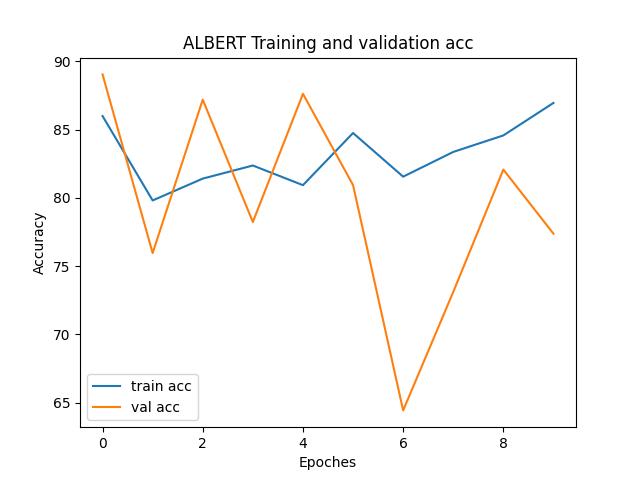 ALBERT Training and validation acc
90
85
80
75
70
65
Accuracy
train acc
val acc
0 2 4 6 8
Epoches